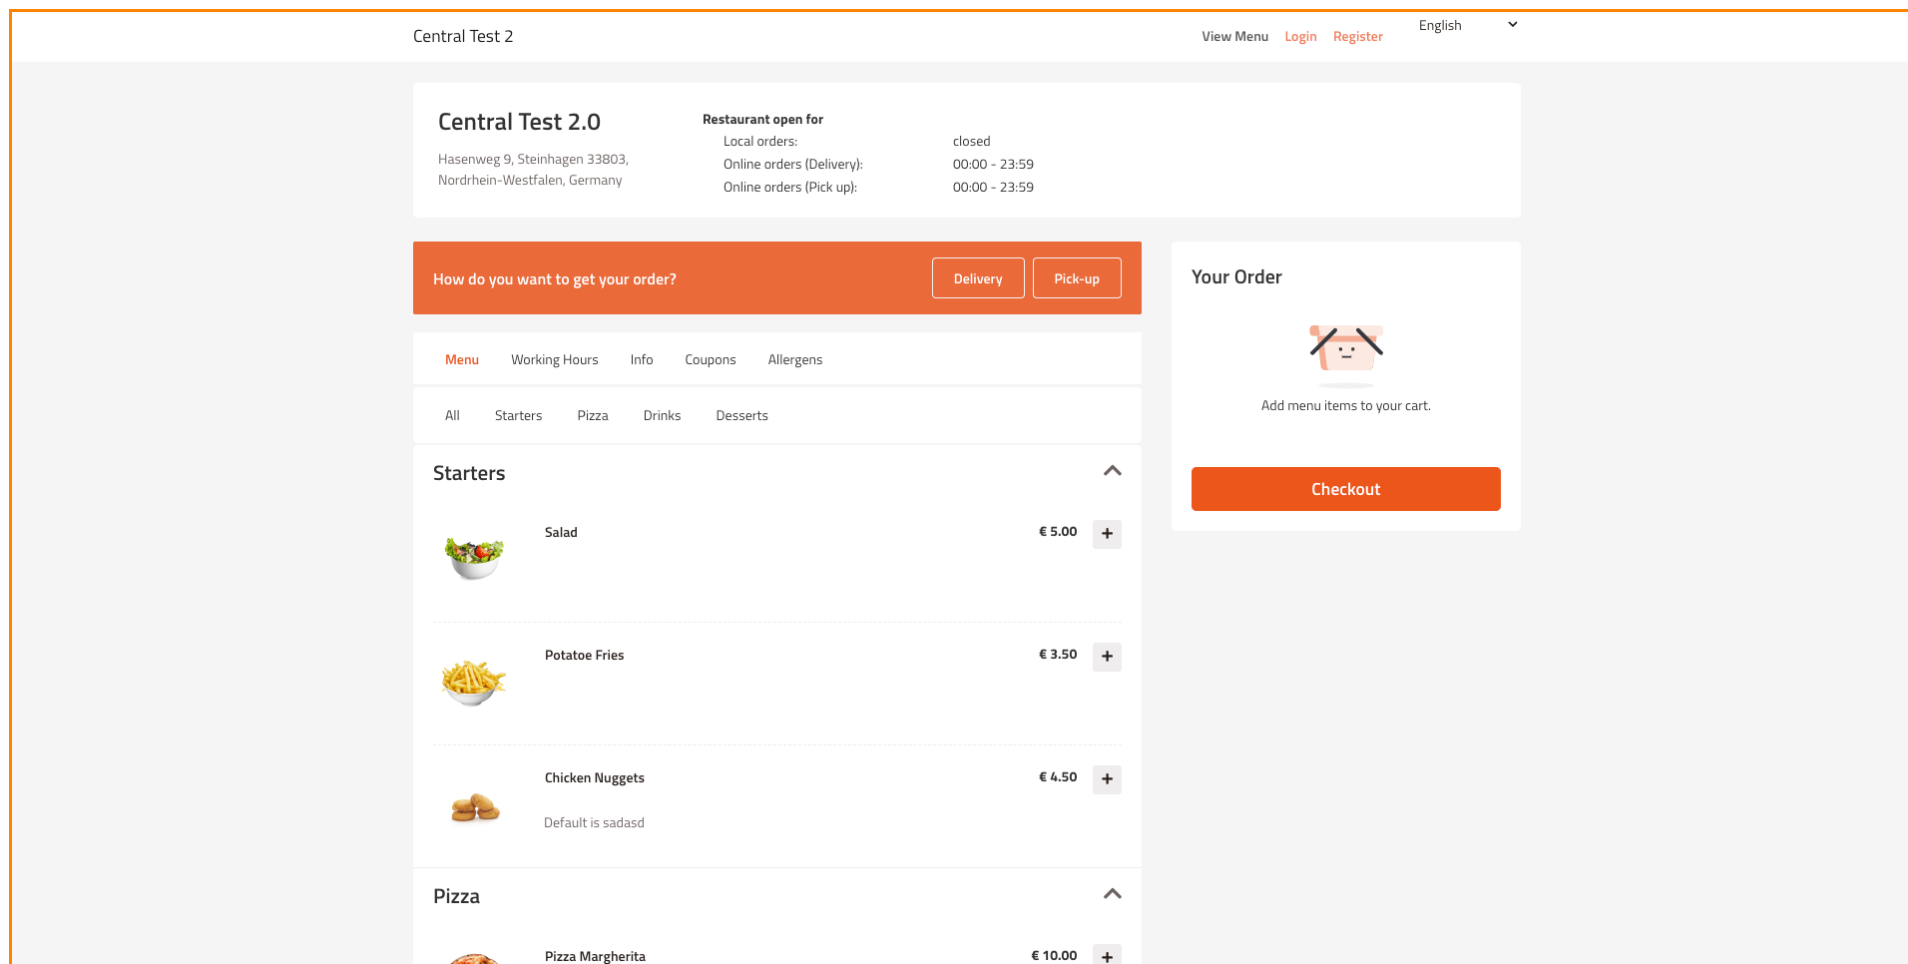 Central Test 2
View Menu Login Register English
Central Test 2.0
Hasenweg 9, Steinhagen 33803,
Nordrhein-Westfalen, Germany
Restaurant open for
Local orders: closed
Online orders (Delivery): 00:00 - 23:59
Online orders (Pick up): 00:00 - 23:59
How do you want to get your order? Delivery Pick-up
Menu Working Hours Info Coupons Allergens
All Starters Pizza Drinks Desserts
Starters
Salad € 5.00 +
Potatoe Fries € 3.50 +
Chicken Nuggets € 4.50 +
Default is sadasd
Pizza
Pizza Margherita € 10.00 +
Your Order
Add menu items to your cart.
Checkout